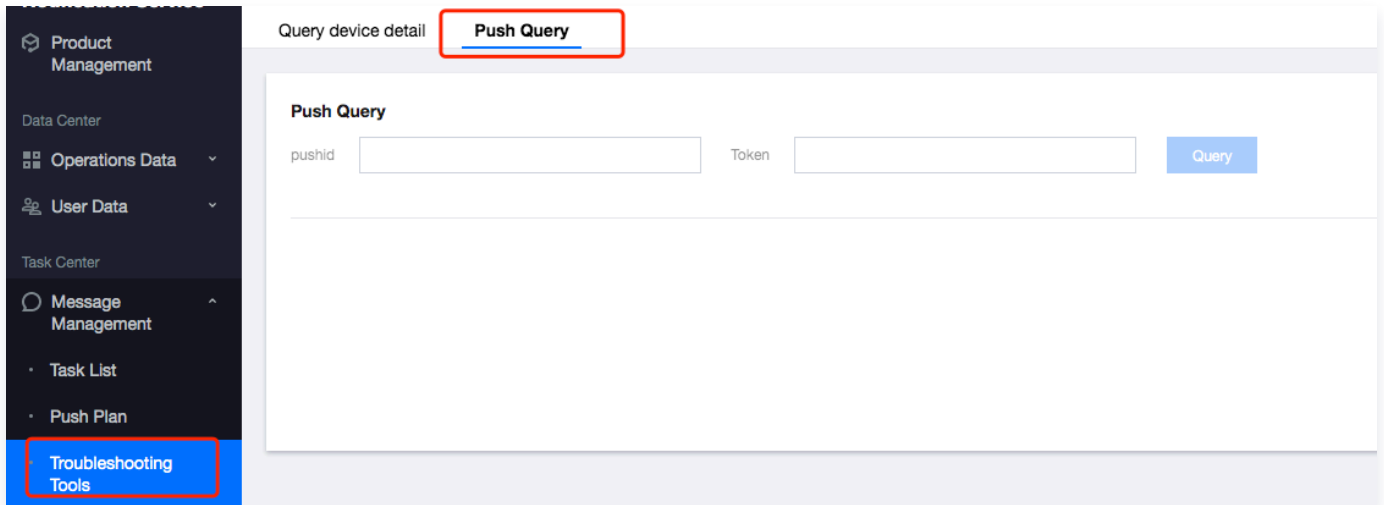 Product
Management
Data Center
Operations Data
User Data
Task Center
Message
Management
Task List
Push Plan
Troubleshooting
Tools
Query device detail
Push Query
Push Query
pushid
Token
Query